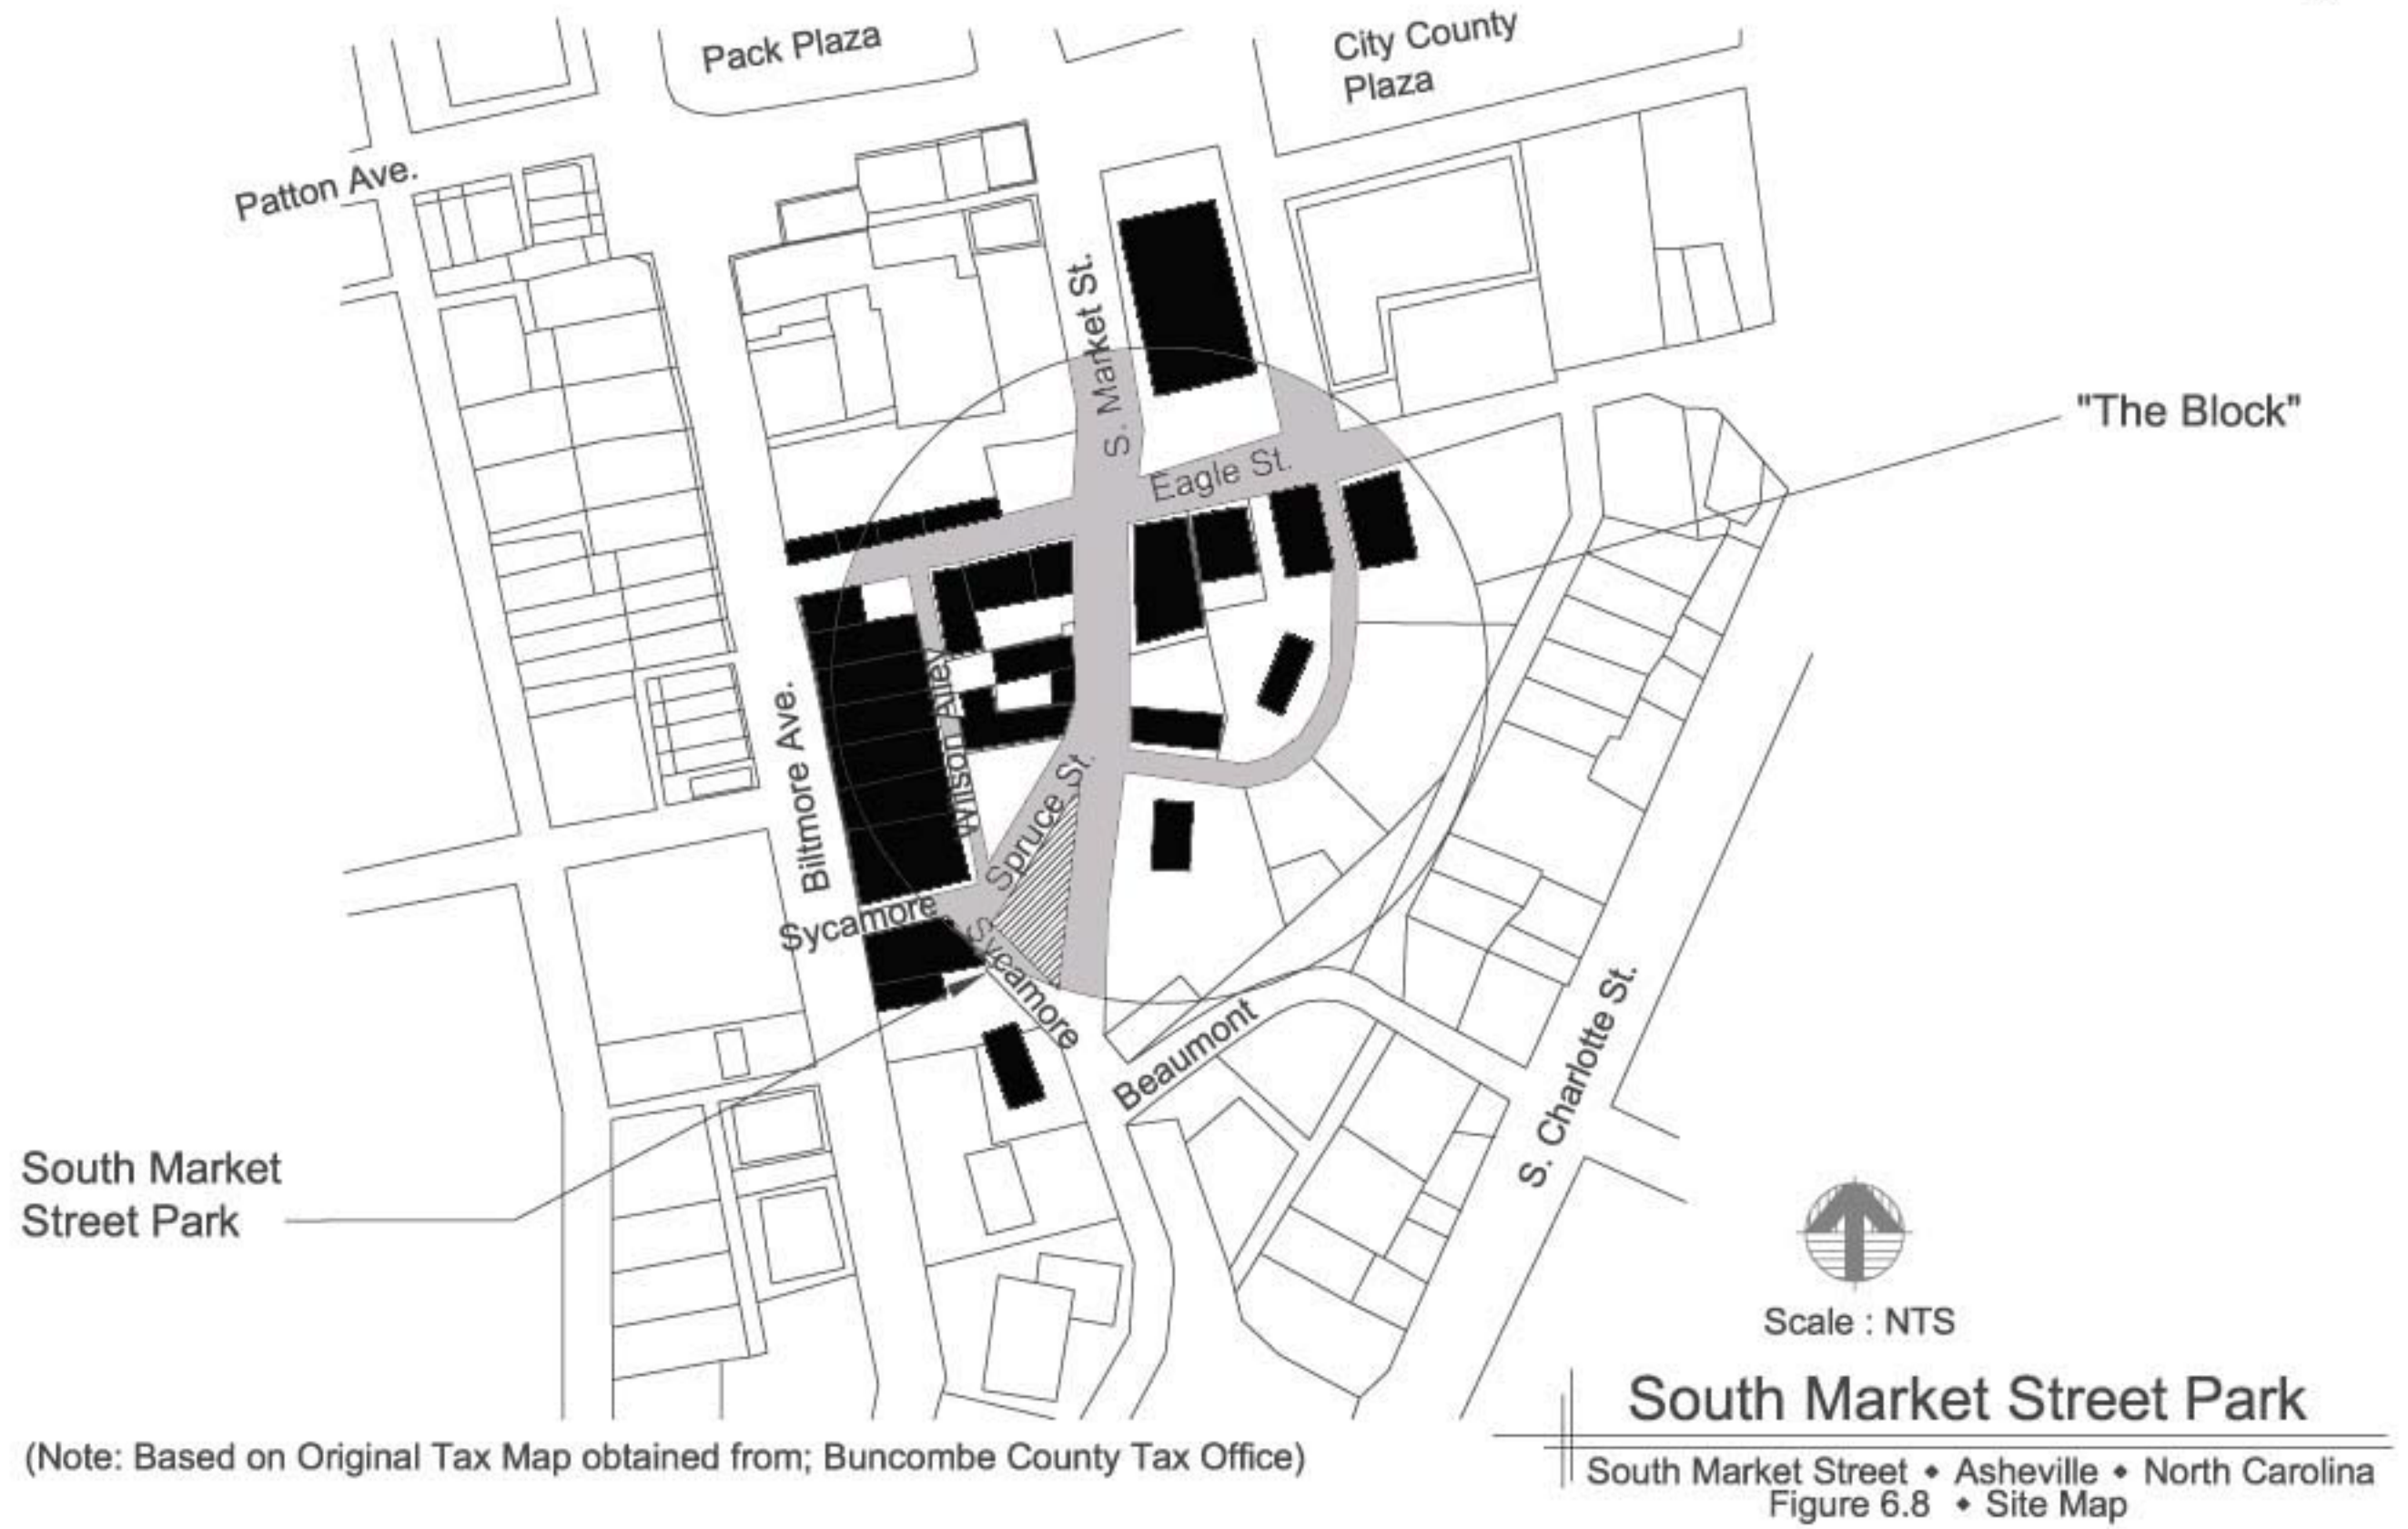 Pack Plaza
City County
Plaza
Patton Ave.
S. Market St.
"The Block"
Eagle St.
Wilson Alley
Biltmore Ave.
Spruce St.
Sycamore
Sycamore
Beaumont
S. Charlotte St.
South Market
Street Park
Scale : NTS
South Market Street Park
(Note: Based on Original Tax Map obtained from; Buncombe County Tax Office)
South Market Street ◆ Asheville ◆ North Carolina
Figure 6.8 ◆ Site Map